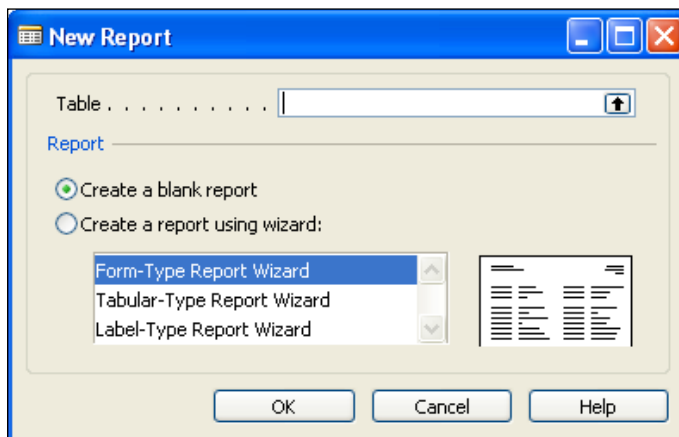 New Report
Table . . . . . . . . . .
Report
Create a blank report
Create a report using wizard:
Form-Type Report Wizard
Tabular-Type Report Wizard
Label-Type Report Wizard
OK Cancel Help